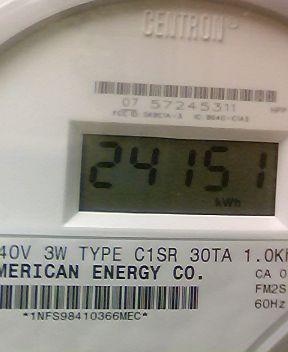 CENTRON
07 57245311
24151
kWh
40V 3W TYPE C1SR 30TA 1.0K
MERICAN ENERGY CO.
CA 0
FM2S
60Hz
*1NFS98410366MEC*